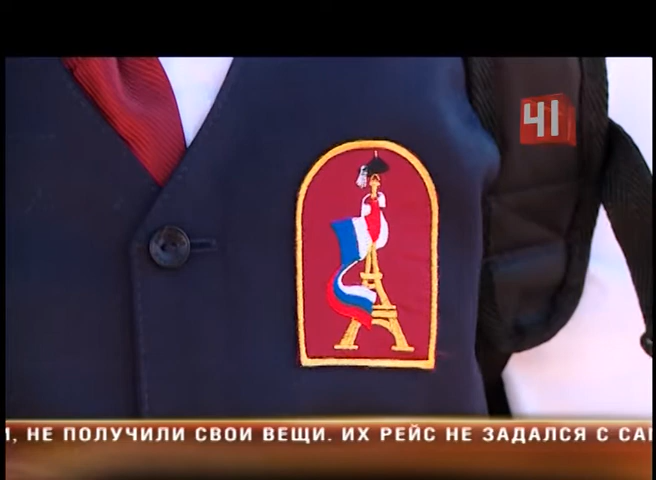 41
, НЕ ПОЛУЧИЛИ СВОИ ВЕЩИ. ИХ РЕЙС НЕ ЗАДАЛСЯ С